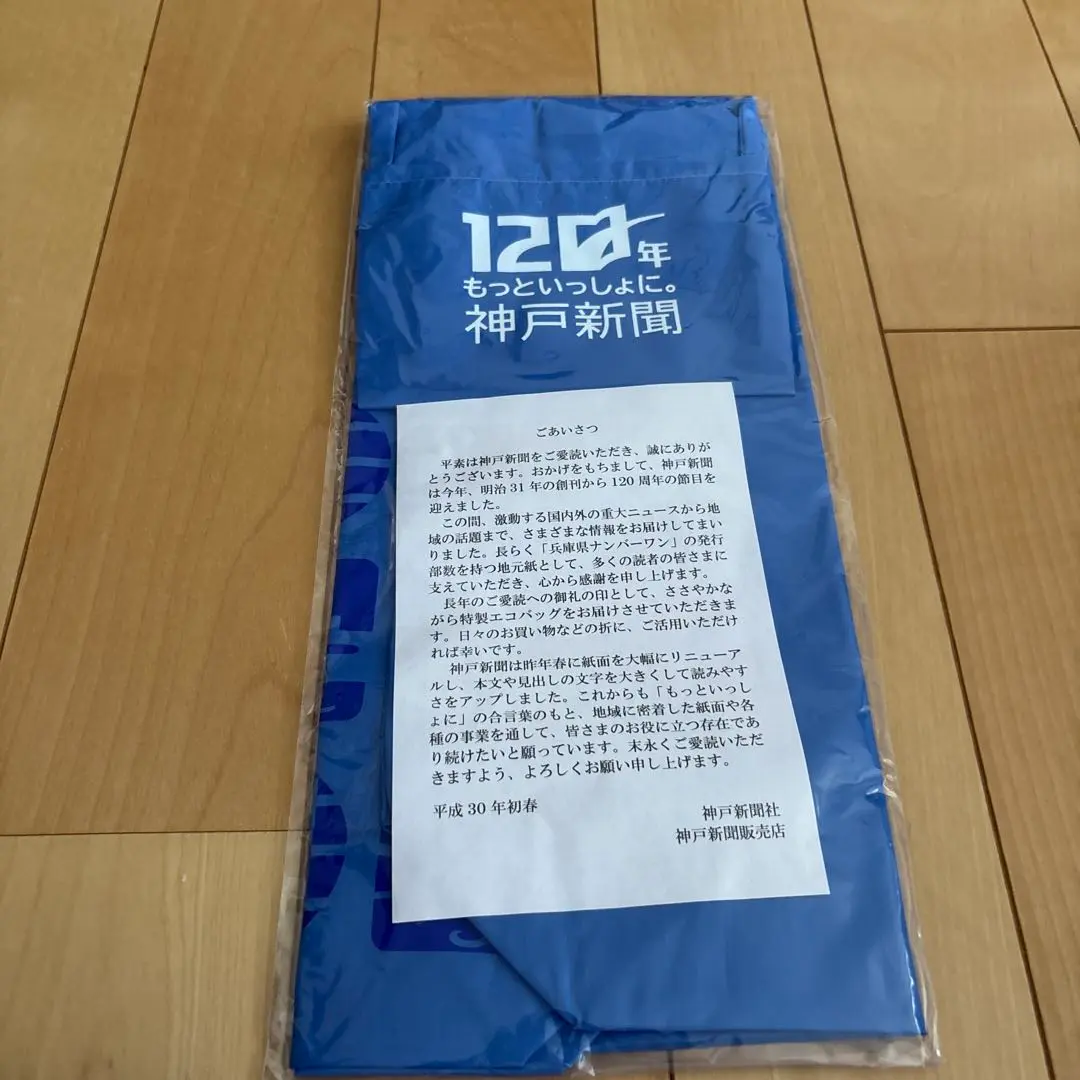 120年
もっといっしょに。
神戸新聞
ごあいさつ
平素は神戸新聞をご愛読いただき、誠にありが
とうございます。おかげをもちまして、神戸新聞
は今年、明治31年の創刊から120周年の節目を
迎えました。
この間、激動する国内外の重大ニュースから地
域の話題まで、さまざまな情報をお届けしてまい
りました。長らく「兵庫県ナンバーワン」の発行
部数を持つ地元紙として、多くの読者の皆さまに
支えていただき、心から感謝を申し上げます。
長年のご愛読への御礼の印として、ささやかな
がら特製エコバッグをお届けさせていただきま
す。日々のお買い物などの折に、ご活用いただけ
れば幸いです。
神戸新聞は昨年春に紙面を大幅にリニューア
ルし、本文や見出しの文字を大きくして読みやす
さをアップしました。これからも「もっといっし
ょに」の合言葉のもと、地域に密着した紙面や各
種の事業を通して、皆さまのお役に立つ存在であ
り続けたいと願っています。末永くご愛読いただ
きますよう、よろしくお願い申し上げます。
平成30年初春
神戸新聞社
神戸新聞販売店